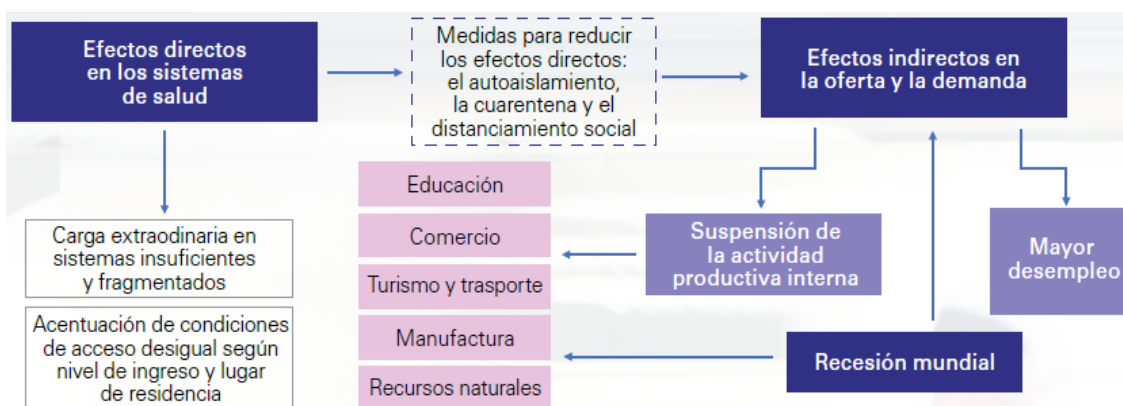 Efectos directos
en los sistemas
de salud
Medidas para reducir
los efectos directos:
el autoaislamiento,
la cuarentena y el
distanciamiento social
Efectos indirectos en
la oferta y la demanda
Carga extraodinaria en
sistemas insuficientes
y fragmentados
Acentuación de condiciones
de acceso desigual según
nivel de ingreso y lugar
de residencia
Educación
Comercio
Turismo y trasporte
Manufactura
Recursos naturales
Suspensión de
la actividad
productiva interna
Mayor
desempleo
Recesión mundial